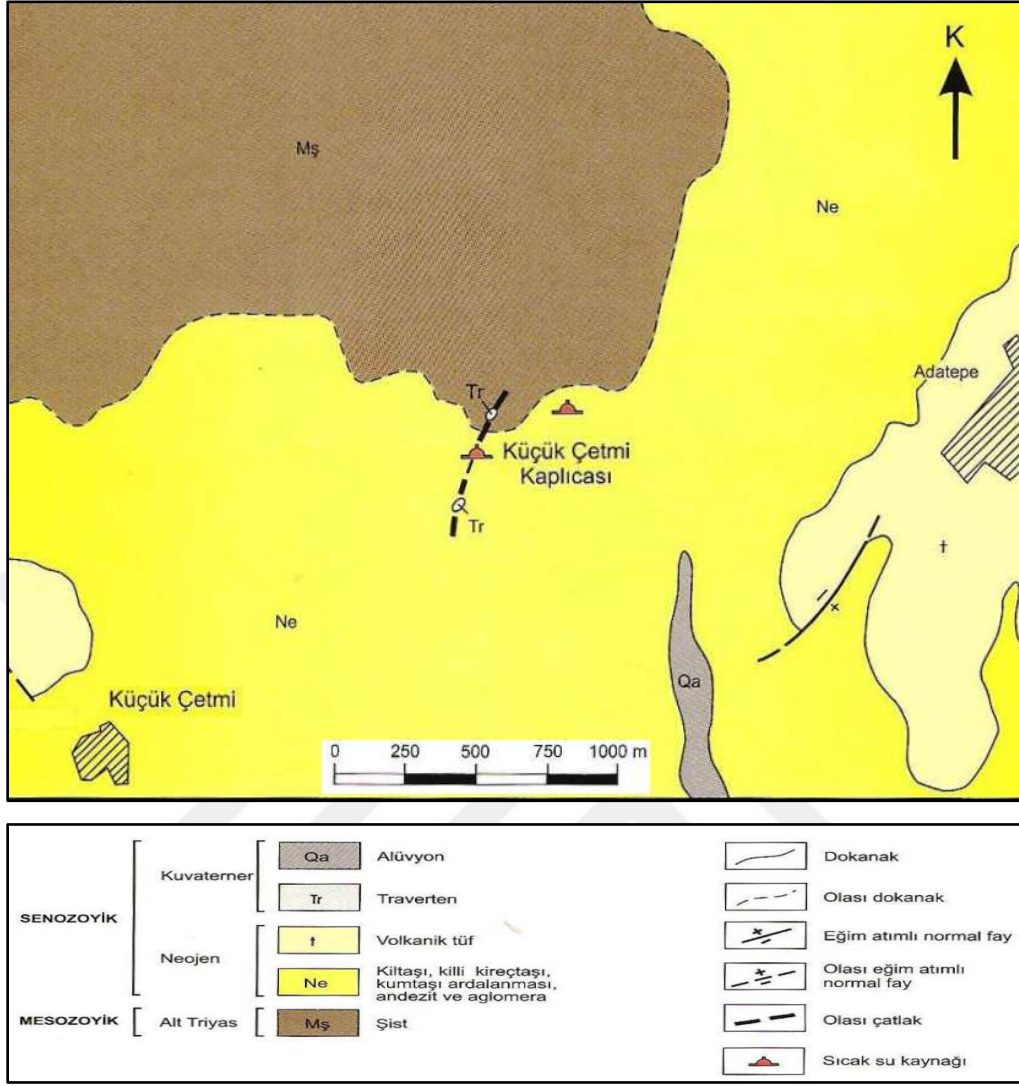 K
Mş
Ne
Adatepe
Tr
Küçük Çetmi
Kaplıcası
Tr
t
Ne
Qa
Küçük Çetmi
0 250 500 750 1000 m
SENOZOYİK
Kuvaterner
Qa Alüvyon
Tr Traverten
Neojen
t Volkanik tüf
Ne Kiltaşı, killi kireçtaşı,
kumtaşı ardalanması,
andezit ve aglomera
MESOZOYİK Alt Triyas Mş Şist
Dokanak
Olası dokanak
Eğim atımlı normal fay
Olası eğim atımlı
normal fay
Olası çatlak
Sıcak su kaynağı